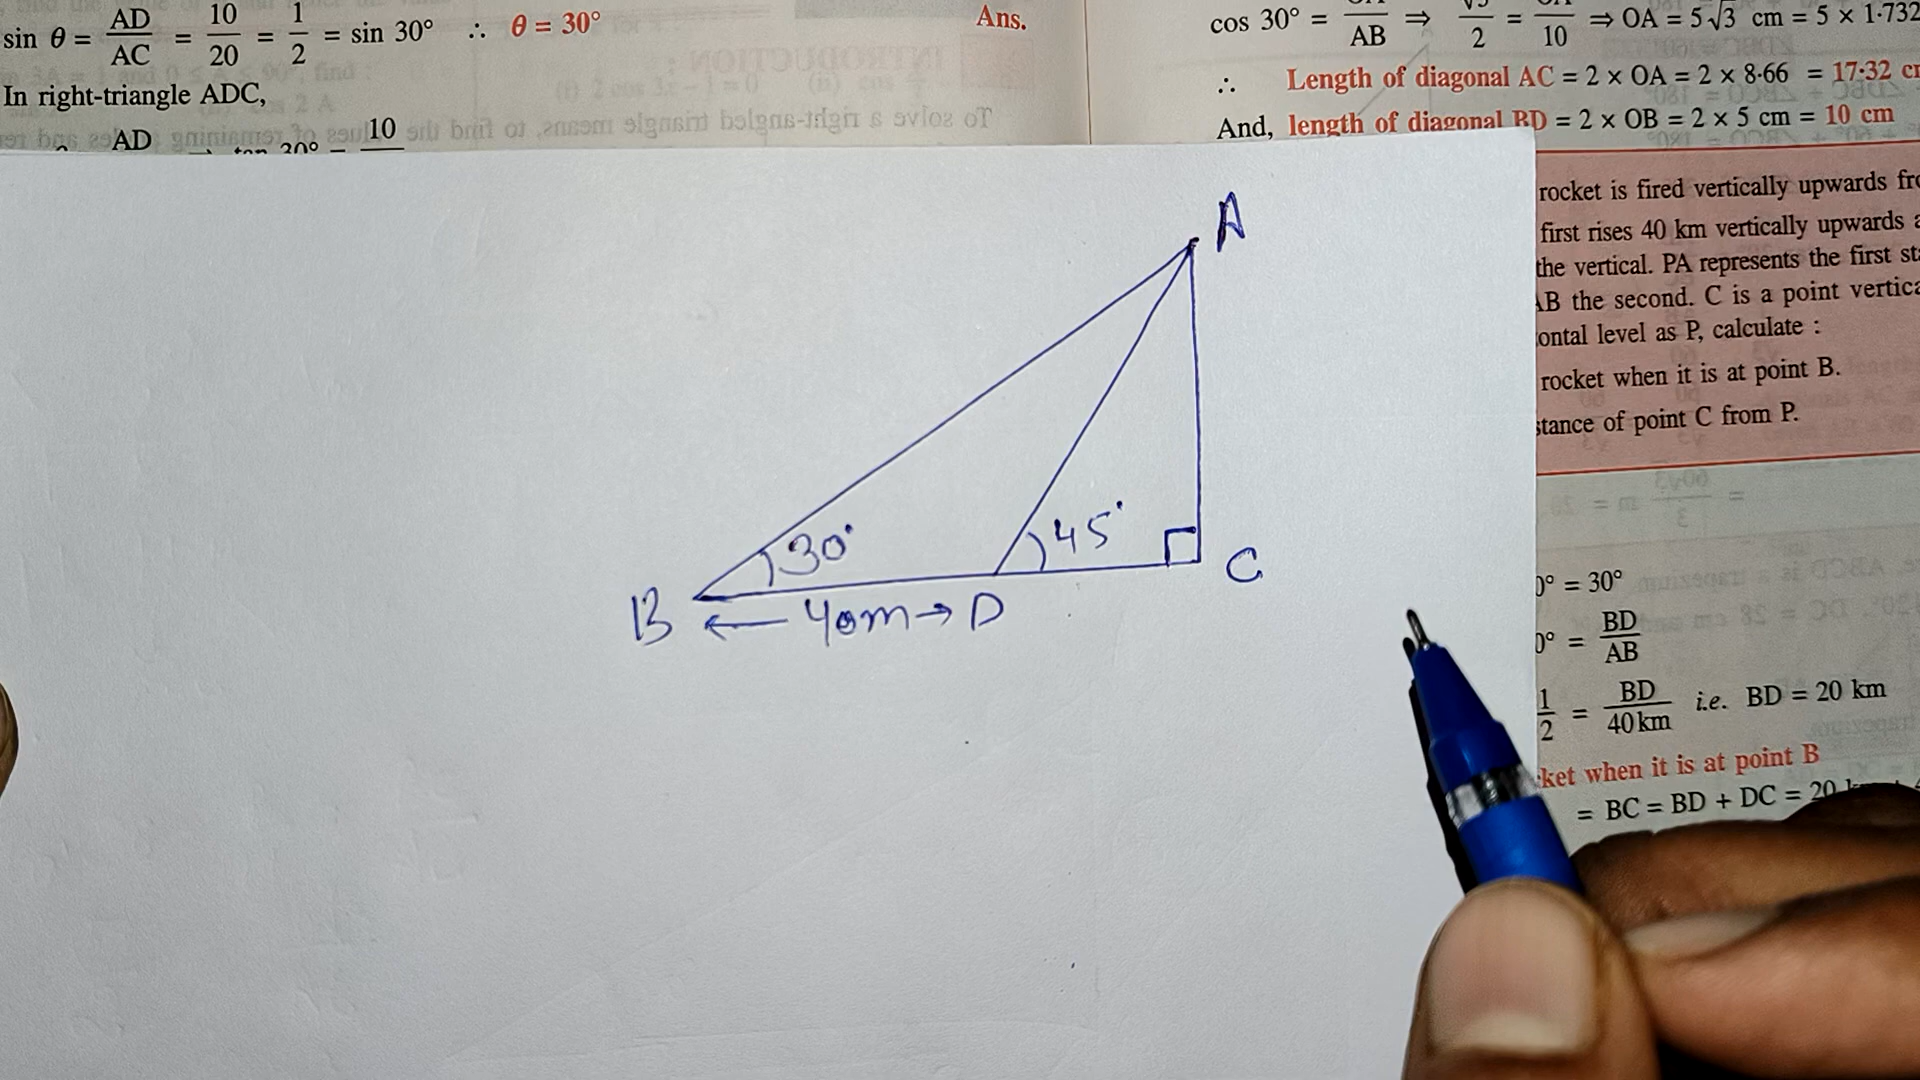 sin θ = AD/AC = 10/20 = 1/2 = sin 30° ∴ θ = 30° Ans.
In right-triangle ADC,
AD 10
tan 30° =
cos 30° = /AB ⇒ √3/2 = /10 ⇒ OA = 5√3 cm = 5 × 1·732
∴ Length of diagonal AC = 2 × OA = 2 × 8·66 = 17·32
And, length of diagonal BD = 2 × OB = 2 × 5 cm = 10 cm
rocket is fired vertically upwards
first rises 40 km vertically upwards
the vertical. PA represents the first
AB the second. C is a point
level as P, calculate :
rocket when it is at point B.
of point C from P.
A
30°
45°
B ← 40m → D
C
= 30°
= BD/AB
1/2 = BD/40 km i.e. BD = 20 km
when it is at point B
= BC = BD + DC = 20